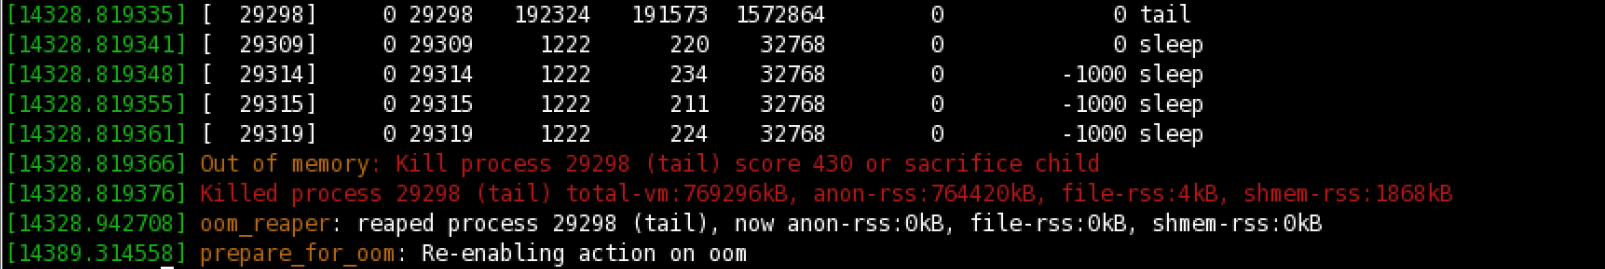 [14328.819335] [  29298]     0 29298   192324   191573  1572864        0             0 tail
[14328.819341] [  29309]     0 29309     1222      220    32768        0             0 sleep
[14328.819348] [  29314]     0 29314     1222      234    32768        0         -1000 sleep
[14328.819355] [  29315]     0 29315     1222      211    32768        0         -1000 sleep
[14328.819361] [  29319]     0 29319     1222      224    32768        0         -1000 sleep
[14328.819366] Out of memory: Kill process 29298 (tail) score 430 or sacrifice child
[14328.819376] Killed process 29298 (tail) total-vm:769296kB, anon-rss:764420kB, file-rss:4kB, shmem-rss:1868kB
[14328.942708] oom_reaper: reaped process 29298 (tail), now anon-rss:0kB, file-rss:0kB, shmem-rss:0kB
[14389.314558] prepare_for_oom: Re-enabling action on oom